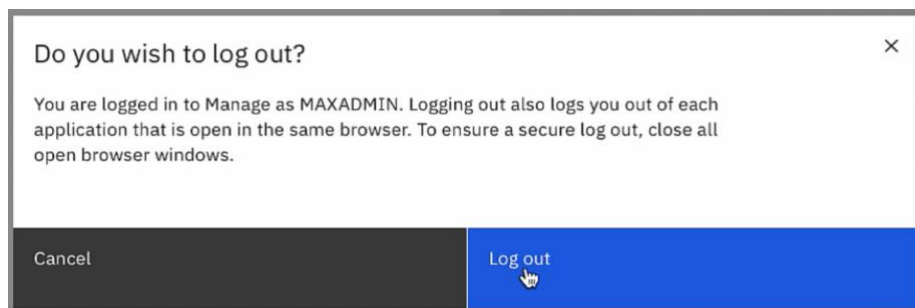 Do you wish to log out?
You are logged in to Manage as MAXADMIN. Logging out also logs you out of each
application that is open in the same browser. To ensure a secure log out, close all
open browser windows.
Cancel
Log out